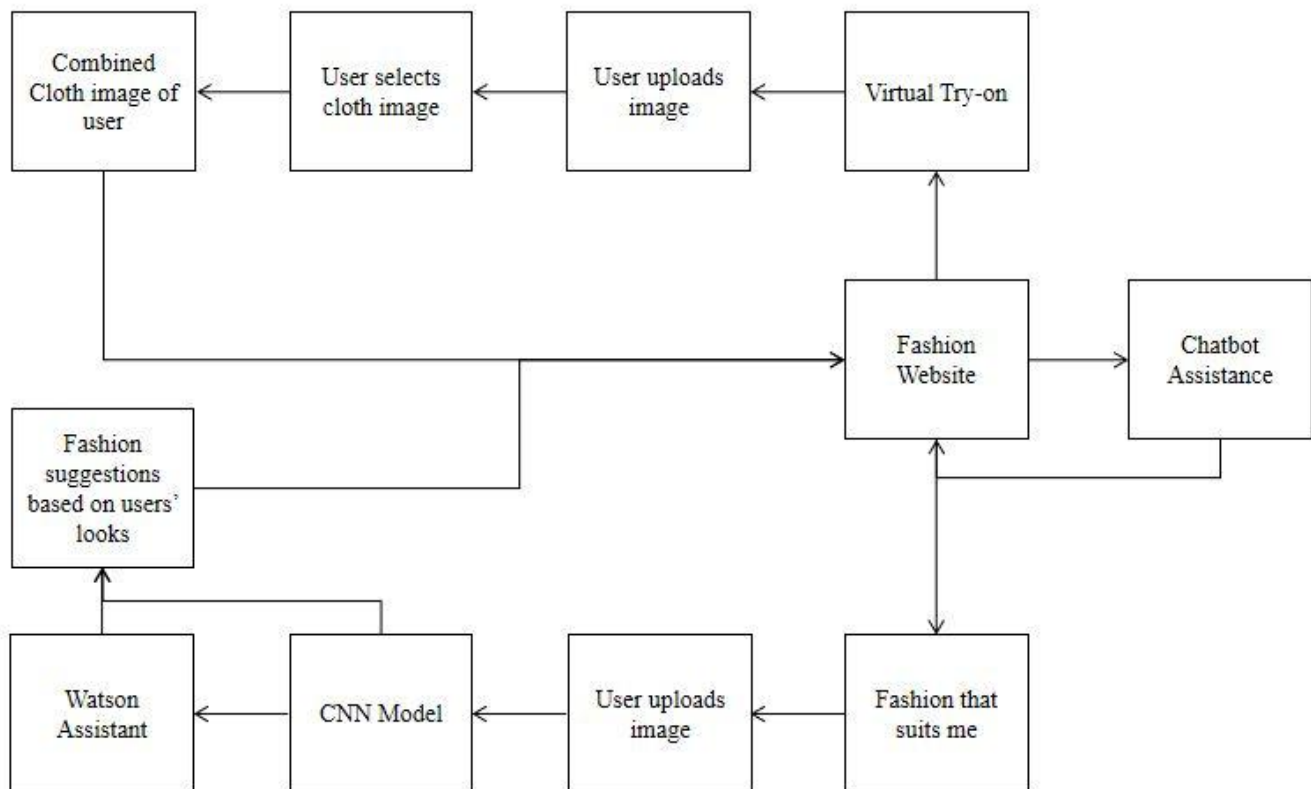 Combined
Cloth image of
user
User selects
cloth image
User uploads
image
Virtual Try-on
Fashion
Website
Chatbot
Assistance
Fashion
suggestions
based on users’
looks
Watson
Assistant
CNN Model
User uploads
image
Fashion that
suits me